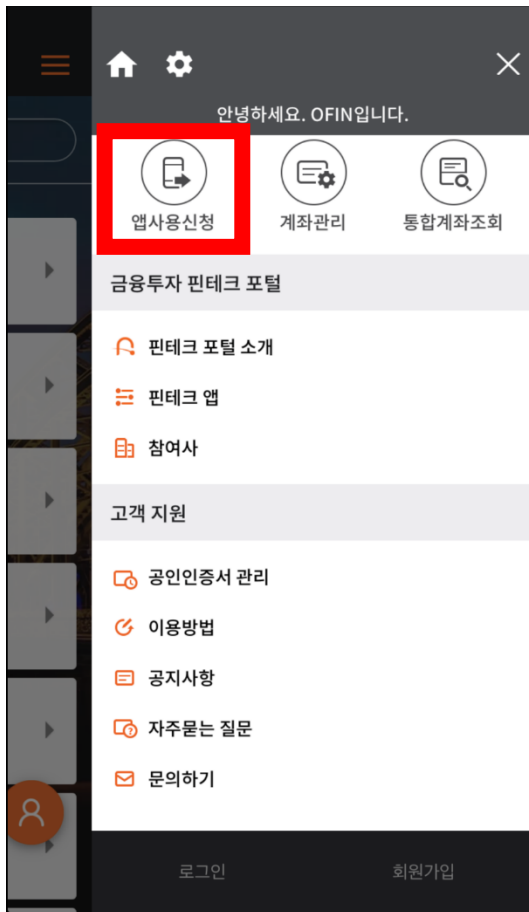 안녕하세요. OFIN입니다.
앱사용신청 계좌관리 통합계좌조회
금융투자 핀테크 포털
핀테크 포털 소개
핀테크 앱
참여사
고객 지원
공인인증서 관리
이용방법
공지사항
자주묻는 질문
문의하기
로그인 회원가입